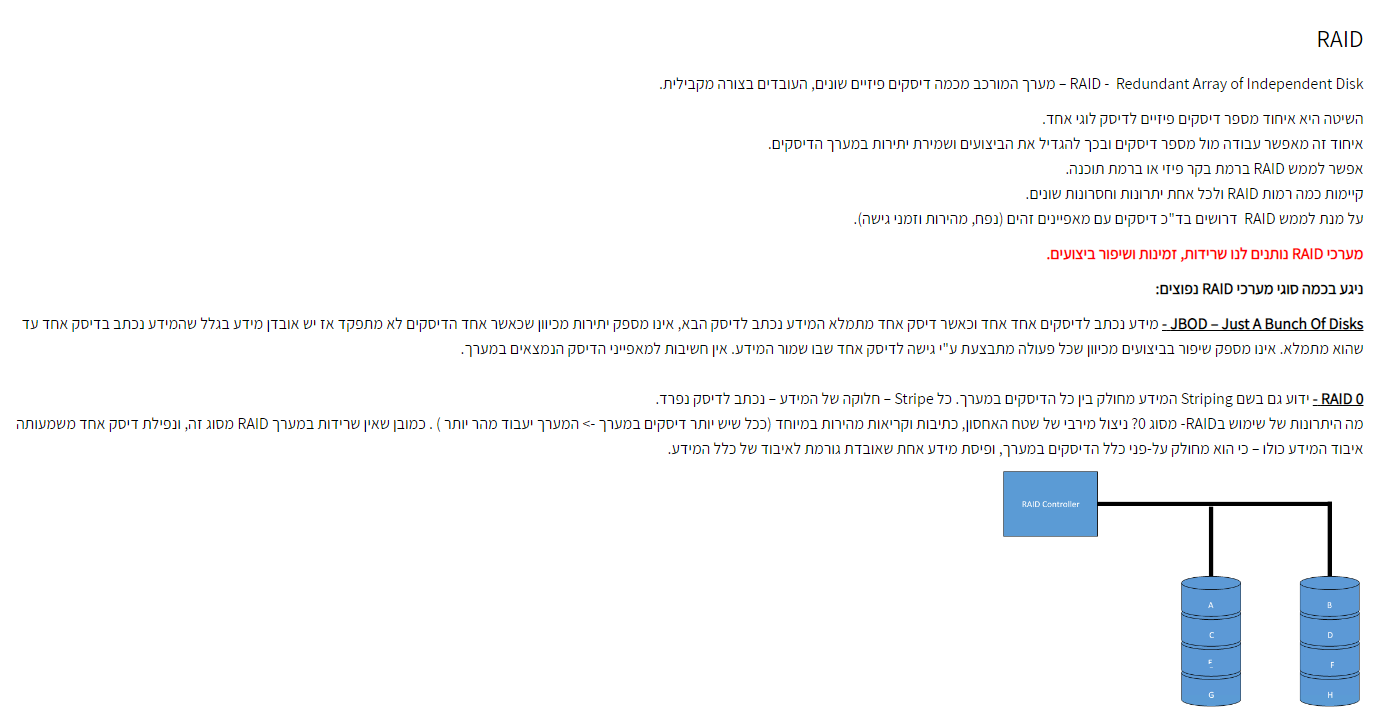 RAID
RAID -  Redundant Array of Independent Disk – מערך המורכב מכמה דיסקים פיזיים שונים, העובדים בצורה מקבילית.
השיטה היא איחוד מספר דיסקים פיזיים לדיסק לוגי אחד.
איחוד זה מאפשר עבודה מול מספר דיסקים ובכך להגדיל את הביצועים ושמירת יתירות במערך הדיסקים.
אפשר לממש RAID ברמת בקר פיזי או ברמת תוכנה.
קיימות כמה רמות RAID ולכל אחת יתרונות וחסרונות שונים.
על מנת לממש RAID  דרושים בד"כ דיסקים עם מאפיינים זהים (נפח, מהירות וזמני גישה).
מערכי RAID נותנים לנו שרידות, זמינות ושיפור ביצועים.
ניגע בכמה סוגי מערכי RAID נפוצים:
JBOD – Just A Bunch Of Disks - מידע נכתב לדיסקים אחד אחד וכאשר דיסק אחד מתמלא המידע נכתב לדיסק הבא, אינו מספק יתירות מכיוון שכאשר אחד הדיסקים לא מתפקד אז יש אובדן מידע בגלל שהמידע נכתב בדיסק אחד עד
שהוא מתמלא. אינו מספק שיפור בביצועים מכיוון שכל פעולה מתבצעת ע"י גישה לדיסק אחד שבו שמור המידע. אין חשיבות למאפייני הדיסק הנמצאים במערך.
RAID 0 - ידוע גם בשם Striping המידע מחולק בין כל הדיסקים במערך. כל Stripe – חלוקה של המידע – נכתב לדיסק נפרד.
מה היתרונות של שימוש בRAID- מסוג 0? ניצול מירבי של שטח האחסון, כתיבות וקריאות מהירות במיוחד (ככל שיש יותר דיסקים במערך -> המערך יעבוד מהר יותר ) . כמובן שאין שרידות במערך RAID מסוג זה, ונפילת דיסק אחד משמעותה
איבוד המידע כולו – כי הוא מחולק על-פני כלל הדיסקים במערך, ופיסת מידע אחת שאובדת גורמת לאיבוד של כלל המידע.
RAID Controller
A
B
C
D
E
F
G
H